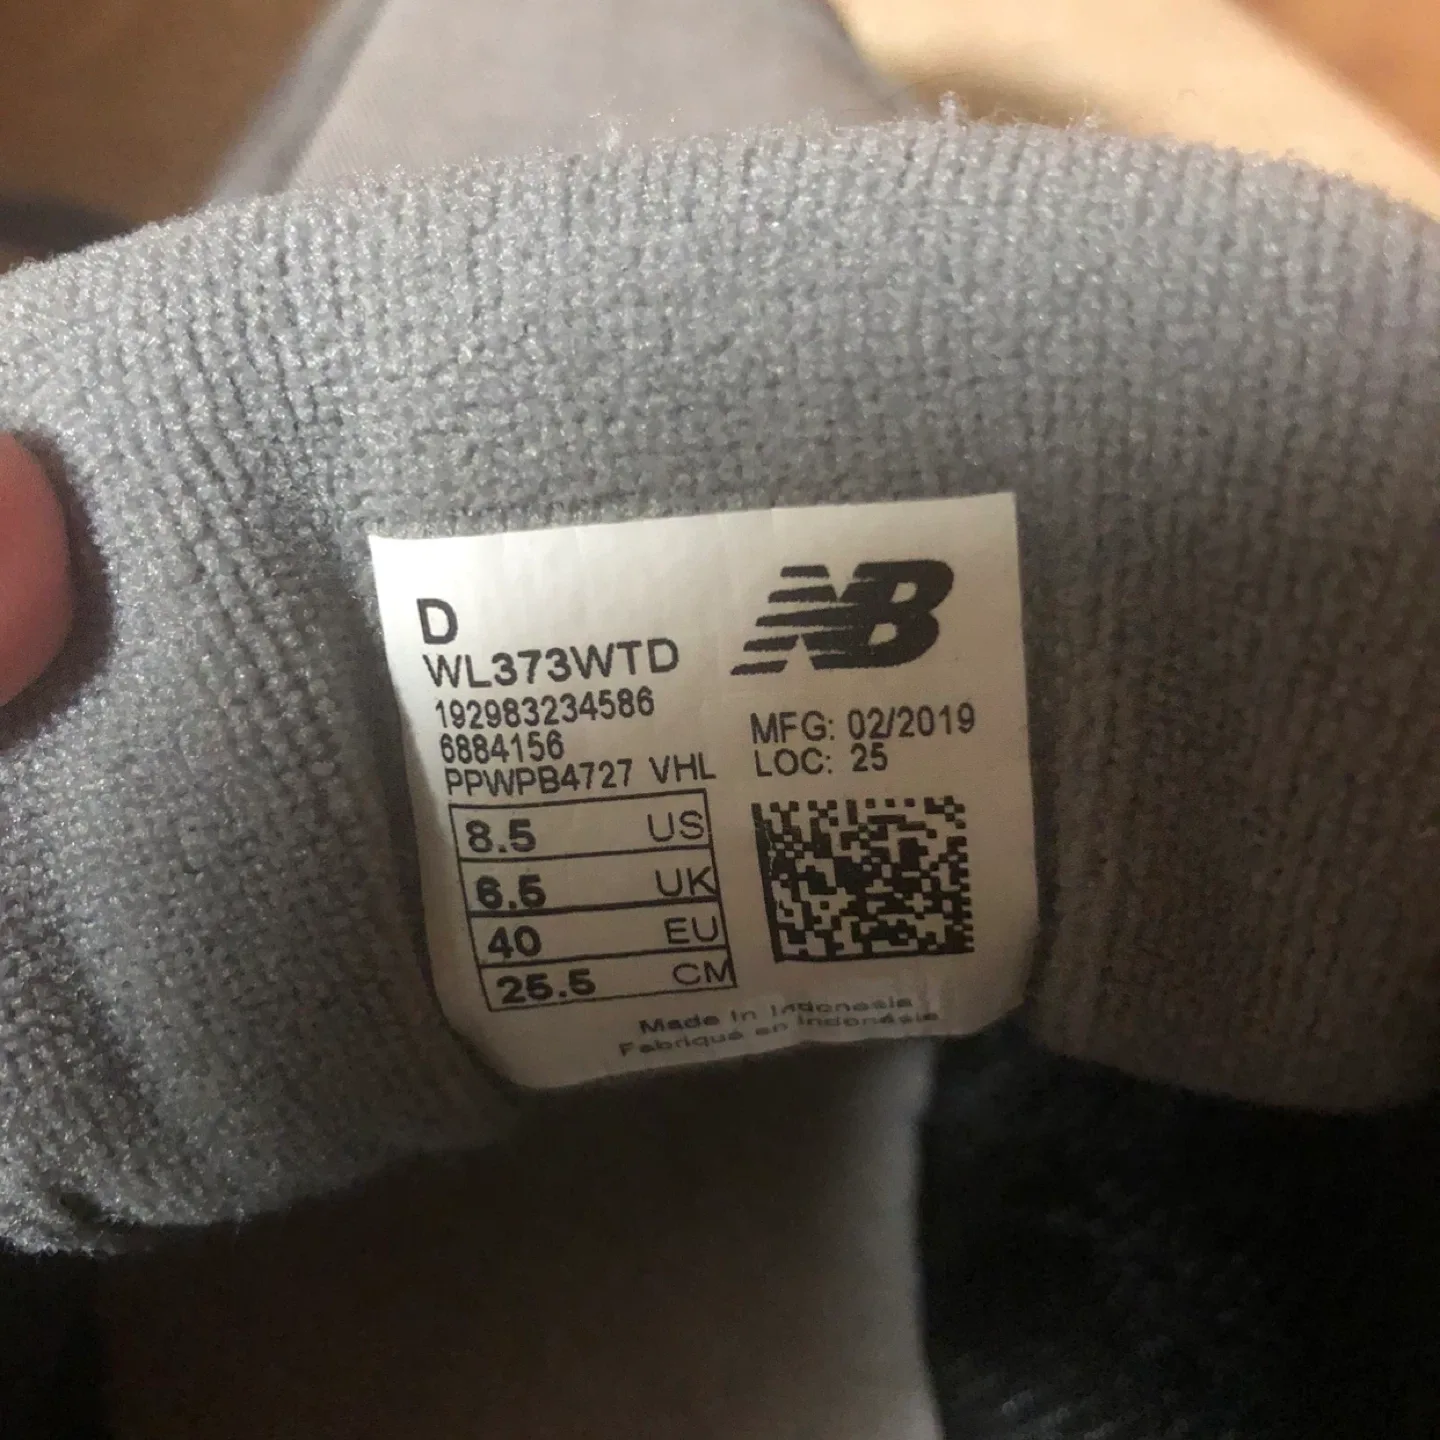 D
NB
WL373WTD
192983234586
6884156
PPWPB4727 VHL
MFG: 02/2019
LOC: 25
8.5 US
6.5 UK
40 EU
25.5 CM
Made in Indonesia
Fabriqué en Indonésie